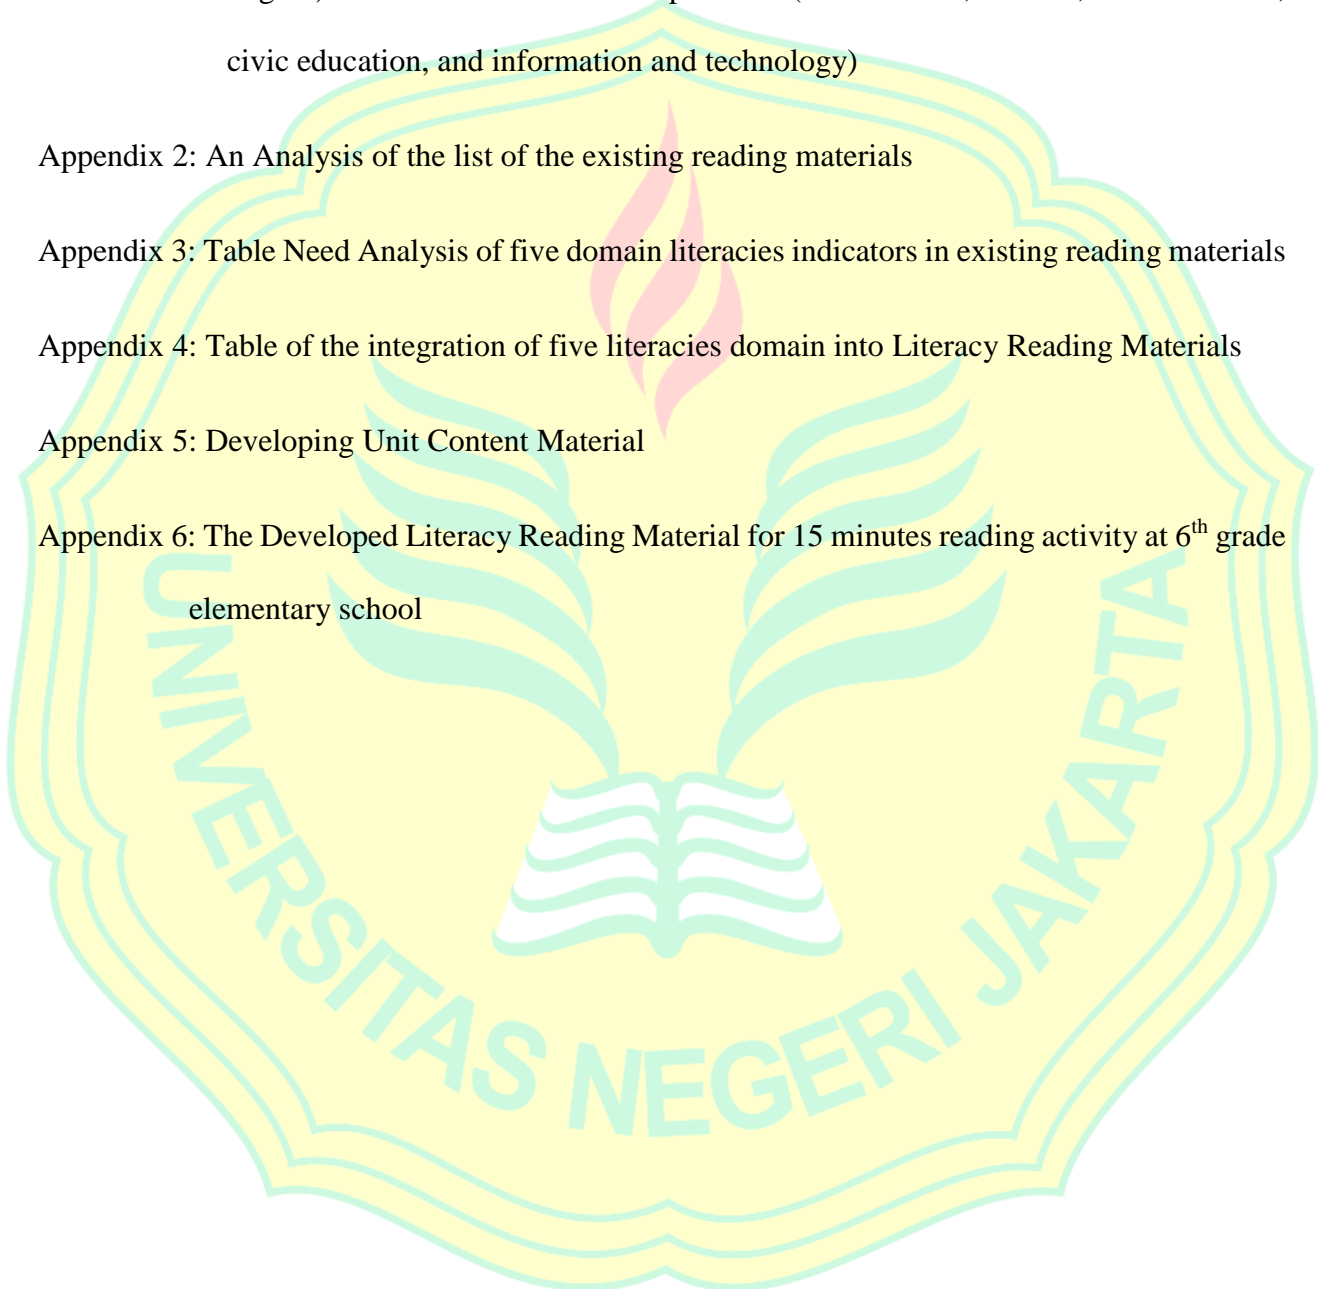 civic education, and information and technology)
Appendix 2: An Analysis of the list of the existing reading materials
Appendix 3: Table Need Analysis of five domain literacies indicators in existing reading materials
Appendix 4: Table of the integration of five literacies domain into Literacy Reading Materials
Appendix 5: Developing Unit Content Material
Appendix 6: The Developed Literacy Reading Material for 15 minutes reading activity at 6th grade
elementary school
UNIVERSITAS NEGERI JAKARTA